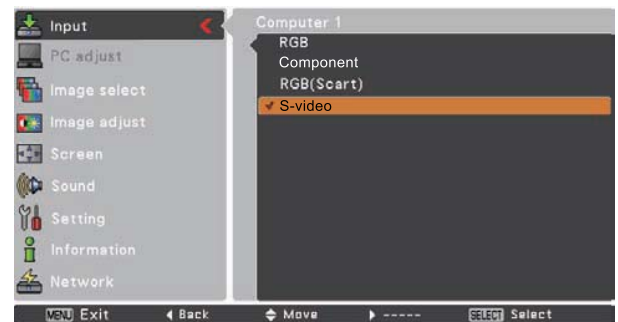 Input
PC adjust
Image select
Image adjust
Screen
Sound
Setting
Information
Network
Computer 1
RGB
Component
RGB(Scart)
S-video
MENU Exit Back Move ----- SELECT Select